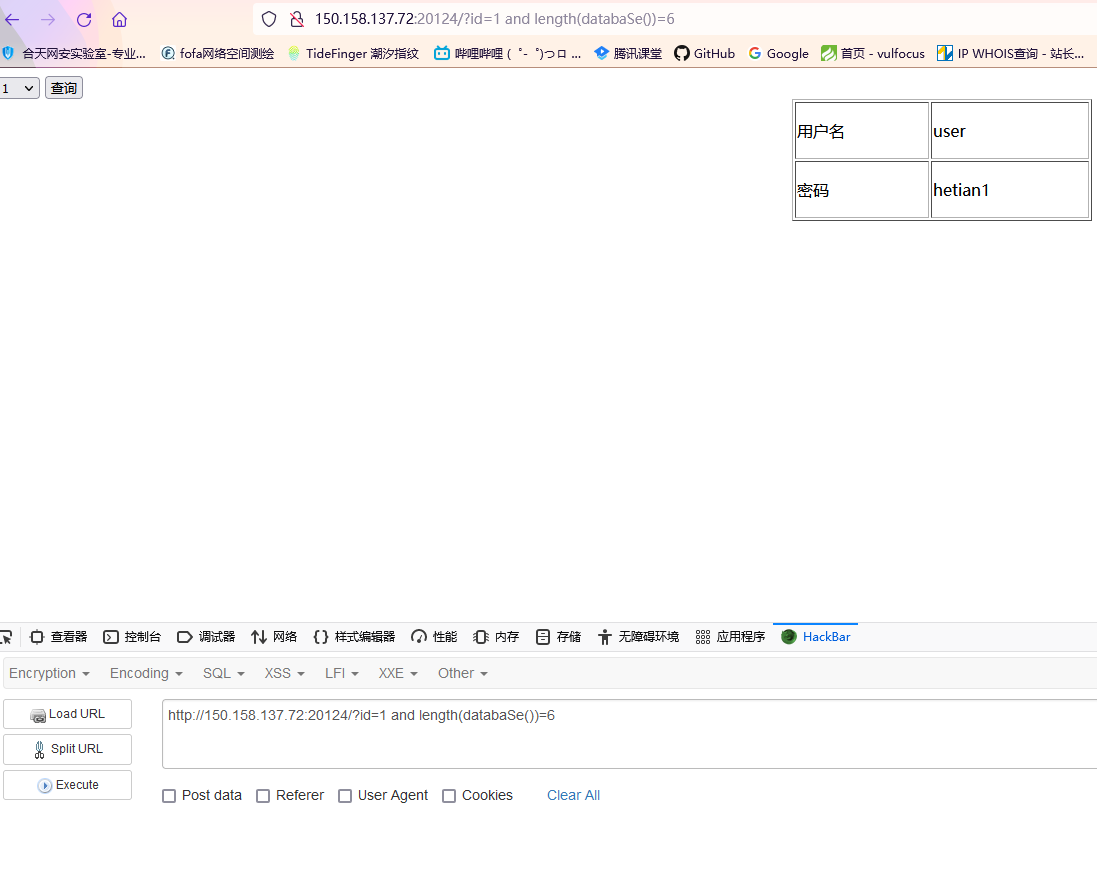 150.158.137.72:20124/?id=1 and length(databaSe())=6
合天网安实验室-专业... fofa网络空间测绘 TideFinger 潮汐指纹 哔哩哔哩 ( ゜- ゜)つロ ... 腾讯课堂 GitHub Google 首页 - vulfocus IP WHOIS查询 - 站长...
1 查询
用户名 user
密码 hetian1
查看器 控制台 调试器 网络 样式编辑器 性能 内存 存储 无障碍环境 应用程序 HackBar
Encryption Encoding SQL XSS LFI XXE Other
Load URL
http://150.158.137.72:20124/?id=1 and length(databaSe())=6
Split URL
Execute
Post data Referer User Agent Cookies Clear All